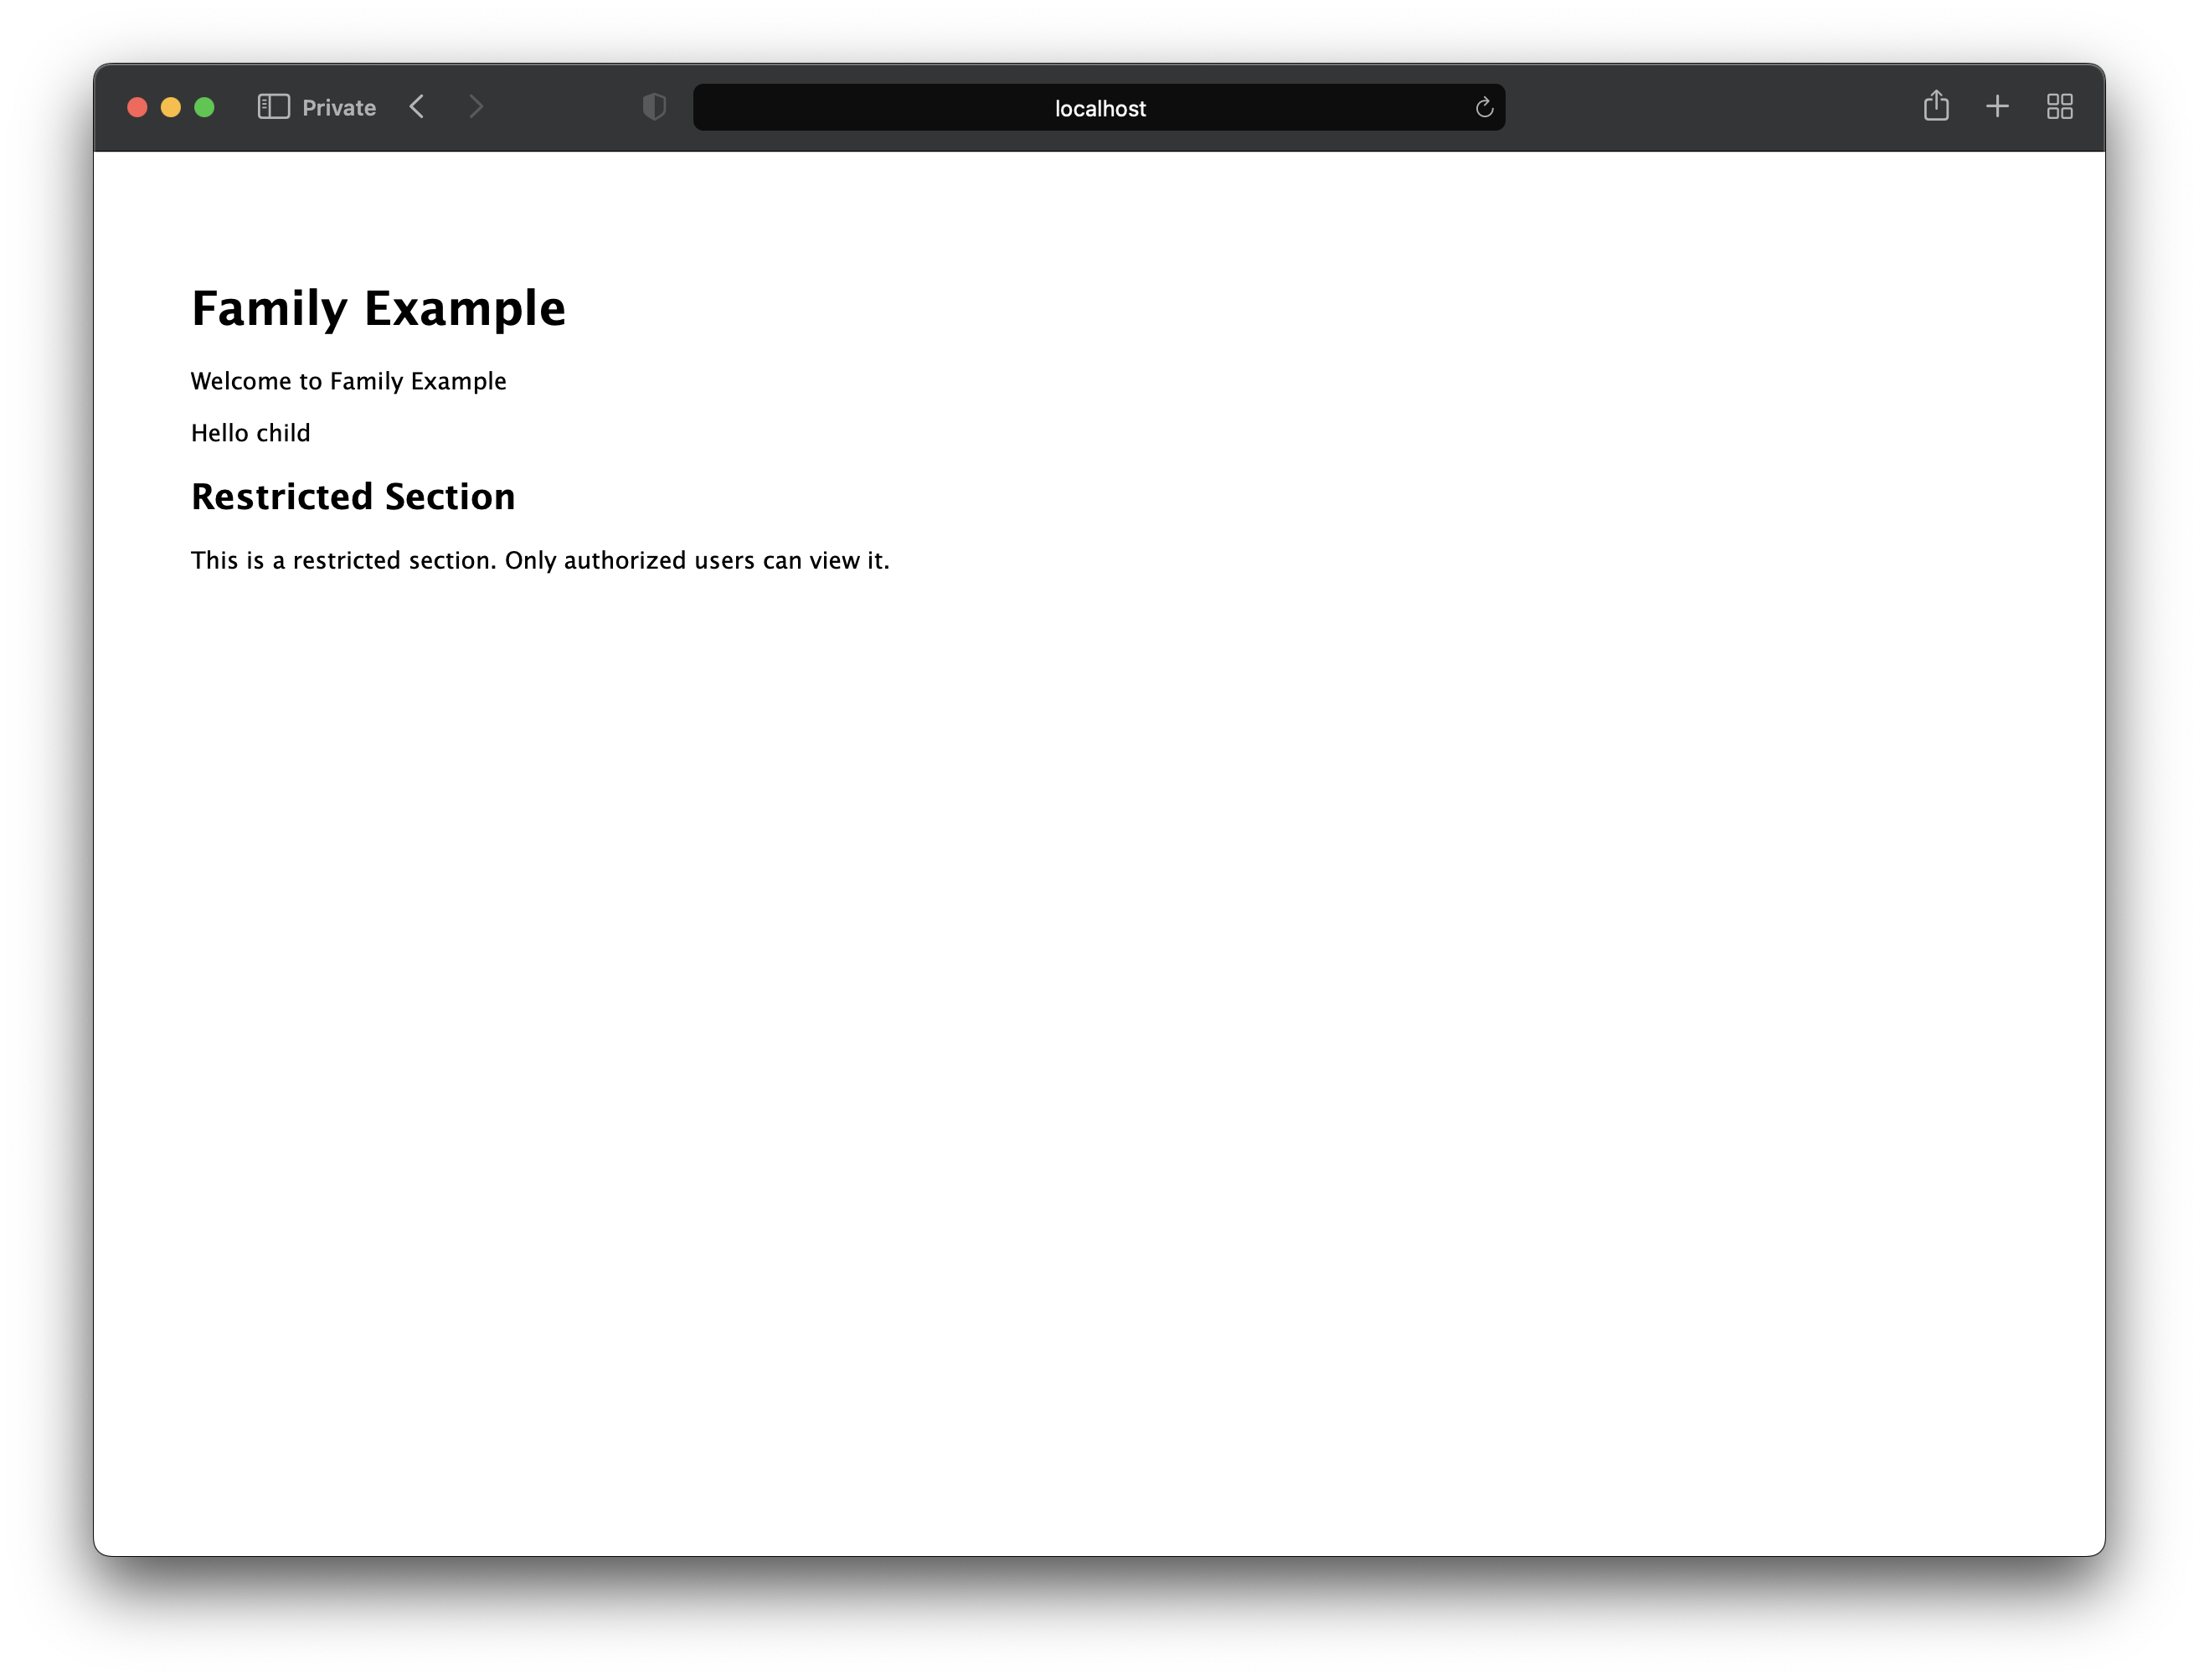 Private
localhost
Family Example
Welcome to Family Example
Hello child
Restricted Section
This is a restricted section. Only authorized users can view it.